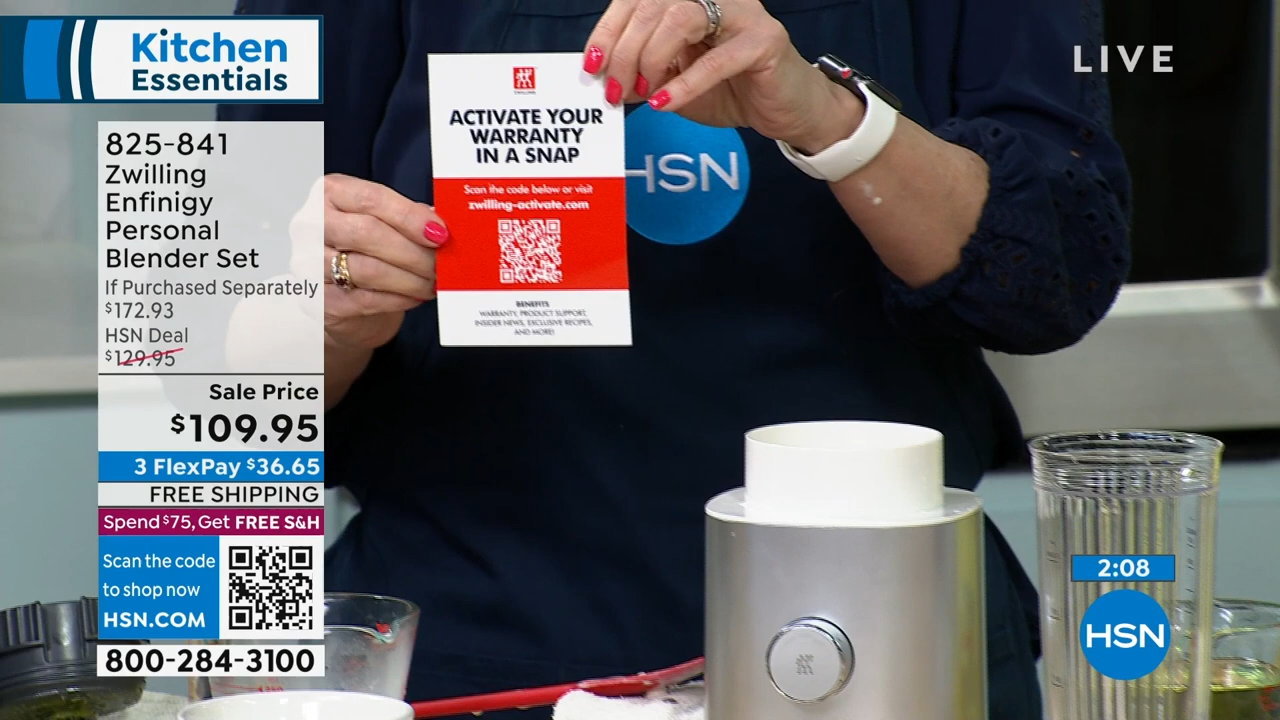 Kitchen
Essentials
825-841
Zwilling
Enfinigy
Personal
Blender Set
If Purchased Separately
$172.93
HSN Deal
$129.95
Sale Price
$109.95
3 FlexPay $36.65
FREE SHIPPING
Spend $75, Get FREE S&H
Scan the code
to shop now
HSN.COM
800-284-3100
ZWILLING
ACTIVATE YOUR
WARRANTY
IN A SNAP
Scan the code below or visit
zwilling-activate.com
BENEFITS
WARRANTY, PRODUCT SUPPORT,
INSIDER NEWS, EXCLUSIVE RECIPES,
AND MORE!
HSN
LIVE
2:08
HSN